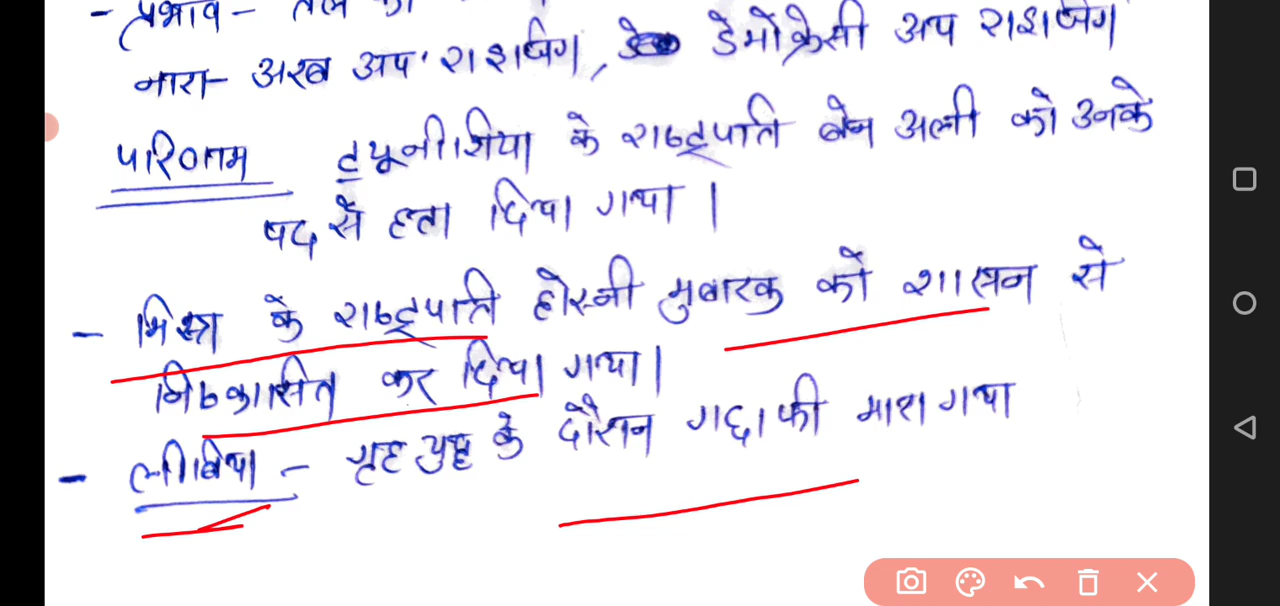 - प्रभाव -
नारा- अरब अप राइजिंग, डेमोक्रेसी अप राइजिंग
परिणाम ट्यूनीशिया के राष्ट्रपति बेन अली को उनके
पद से हटा दिया गया।
- मिस्त्र के राष्ट्रपति होस्नी मुबारक को शासन से
निष्कासित कर दिया गया।
- लीबिया - गृह युद्ध के दौरान गद्दाफी मारा गया